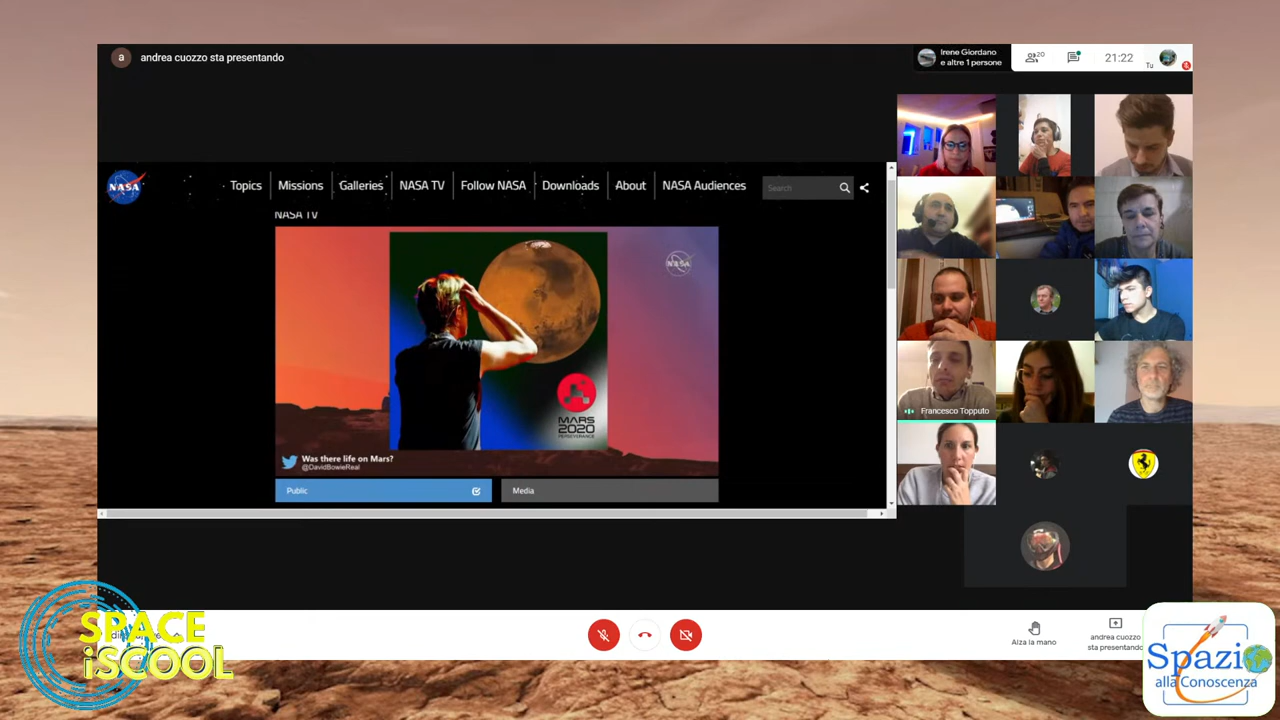 a
andrea cuozzo sta presentando
Irene Giordano
e altre 1 persone
20
21:22
Tu
NASA
Topics
Missions
Galleries
NASA TV
Follow NASA
Downloads
About
NASA Audiences
Search
NASA TV
NASA
MARS
2020
PERSEVERANCE
Was there life on Mars?
@DavidBowieReal
Public
Media
Francesco Topputo
Alza la mano
andrea cuozzo
sta presentando
SPACE
iSCOOL
Spazio
alla Conoscenza